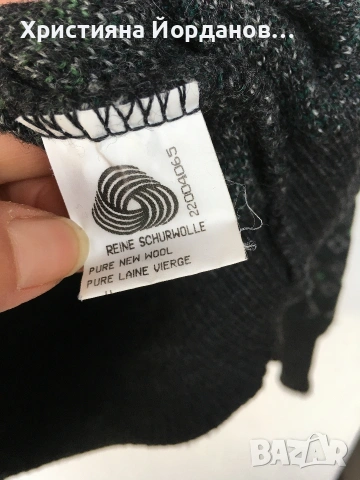 Християна Йорданов...
22004065
REINE SCHURWOLLE
PURE NEW WOOL
PURE LAINE VIERGE
BAZAR